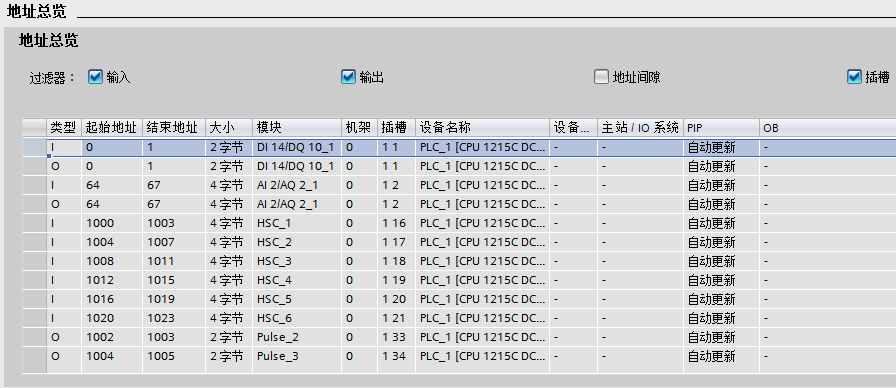 地址总览
地址总览
过滤器： 输入 输出 地址间隙 插槽
类型 起始地址 结束地址 大小 模块 机架 插槽 设备名称 设备... 主站 / IO 系统 PIP OB
I 0 1 2 字节 DI 14/DQ 10_1 0 1 1 PLC_1 [CPU 1215C DC... - - 自动更新 -
O 0 1 2 字节 DI 14/DQ 10_1 0 1 1 PLC_1 [CPU 1215C DC... - - 自动更新 -
I 64 67 4 字节 AI 2/AQ 2_1 0 1 2 PLC_1 [CPU 1215C DC... - - 自动更新 -
O 64 67 4 字节 AI 2/AQ 2_1 0 1 2 PLC_1 [CPU 1215C DC... - - 自动更新 -
I 1000 1003 4 字节 HSC_1 0 1 16 PLC_1 [CPU 1215C DC... - - 自动更新 -
I 1004 1007 4 字节 HSC_2 0 1 17 PLC_1 [CPU 1215C DC... - - 自动更新 -
I 1008 1011 4 字节 HSC_3 0 1 18 PLC_1 [CPU 1215C DC... - - 自动更新 -
I 1012 1015 4 字节 HSC_4 0 1 19 PLC_1 [CPU 1215C DC... - - 自动更新 -
I 1016 1019 4 字节 HSC_5 0 1 20 PLC_1 [CPU 1215C DC... - - 自动更新 -
I 1020 1023 4 字节 HSC_6 0 1 21 PLC_1 [CPU 1215C DC... - - 自动更新 -
O 1002 1003 2 字节 Pulse_2 0 1 33 PLC_1 [CPU 1215C DC... - - 自动更新 -
O 1004 1005 2 字节 Pulse_3 0 1 34 PLC_1 [CPU 1215C DC... - - 自动更新 -